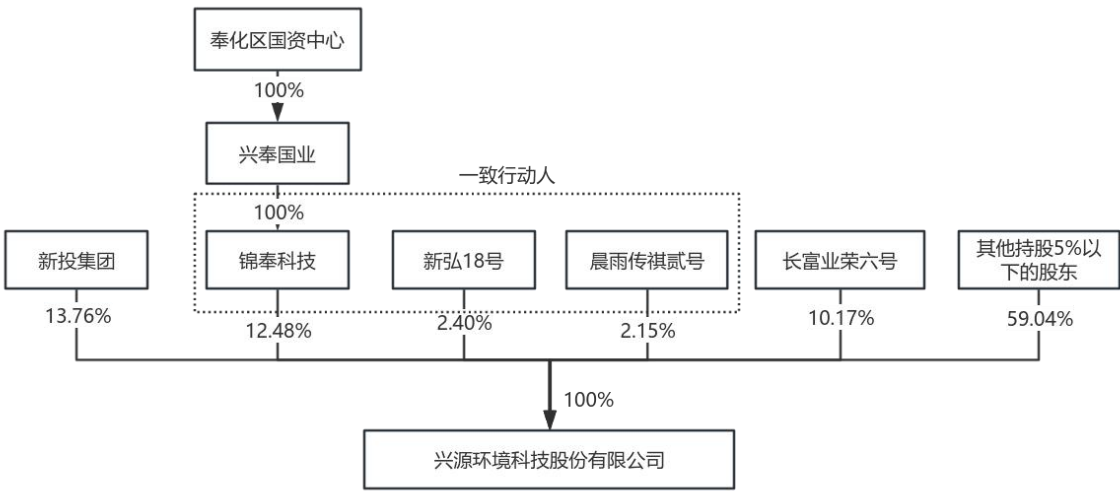 奉化区国资中心
100%
兴奉国业
一致行动人
100%
新投集团
锦奉科技
新弘18号
晨雨传祺贰号
长富业荣六号
其他持股5%以
下的股东
13.76%
12.48%
2.40%
2.15%
10.17%
59.04%
100%
兴源环境科技股份有限公司